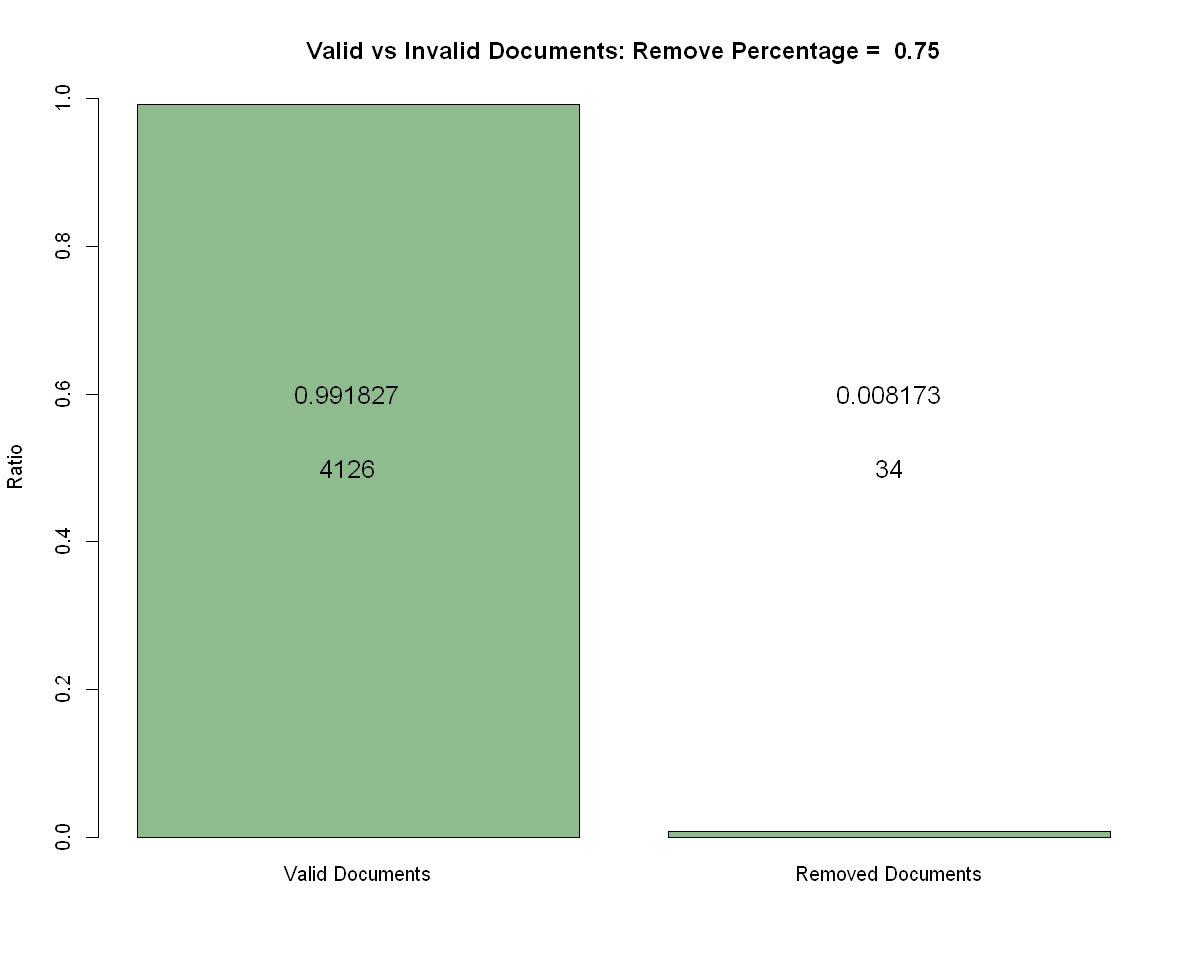 Valid vs Invalid Documents: Remove Percentage =  0.75
Ratio
1.0
0.8
0.6
0.4
0.2
0.0
0.991827
4126
0.008173
34
Valid Documents
Removed Documents